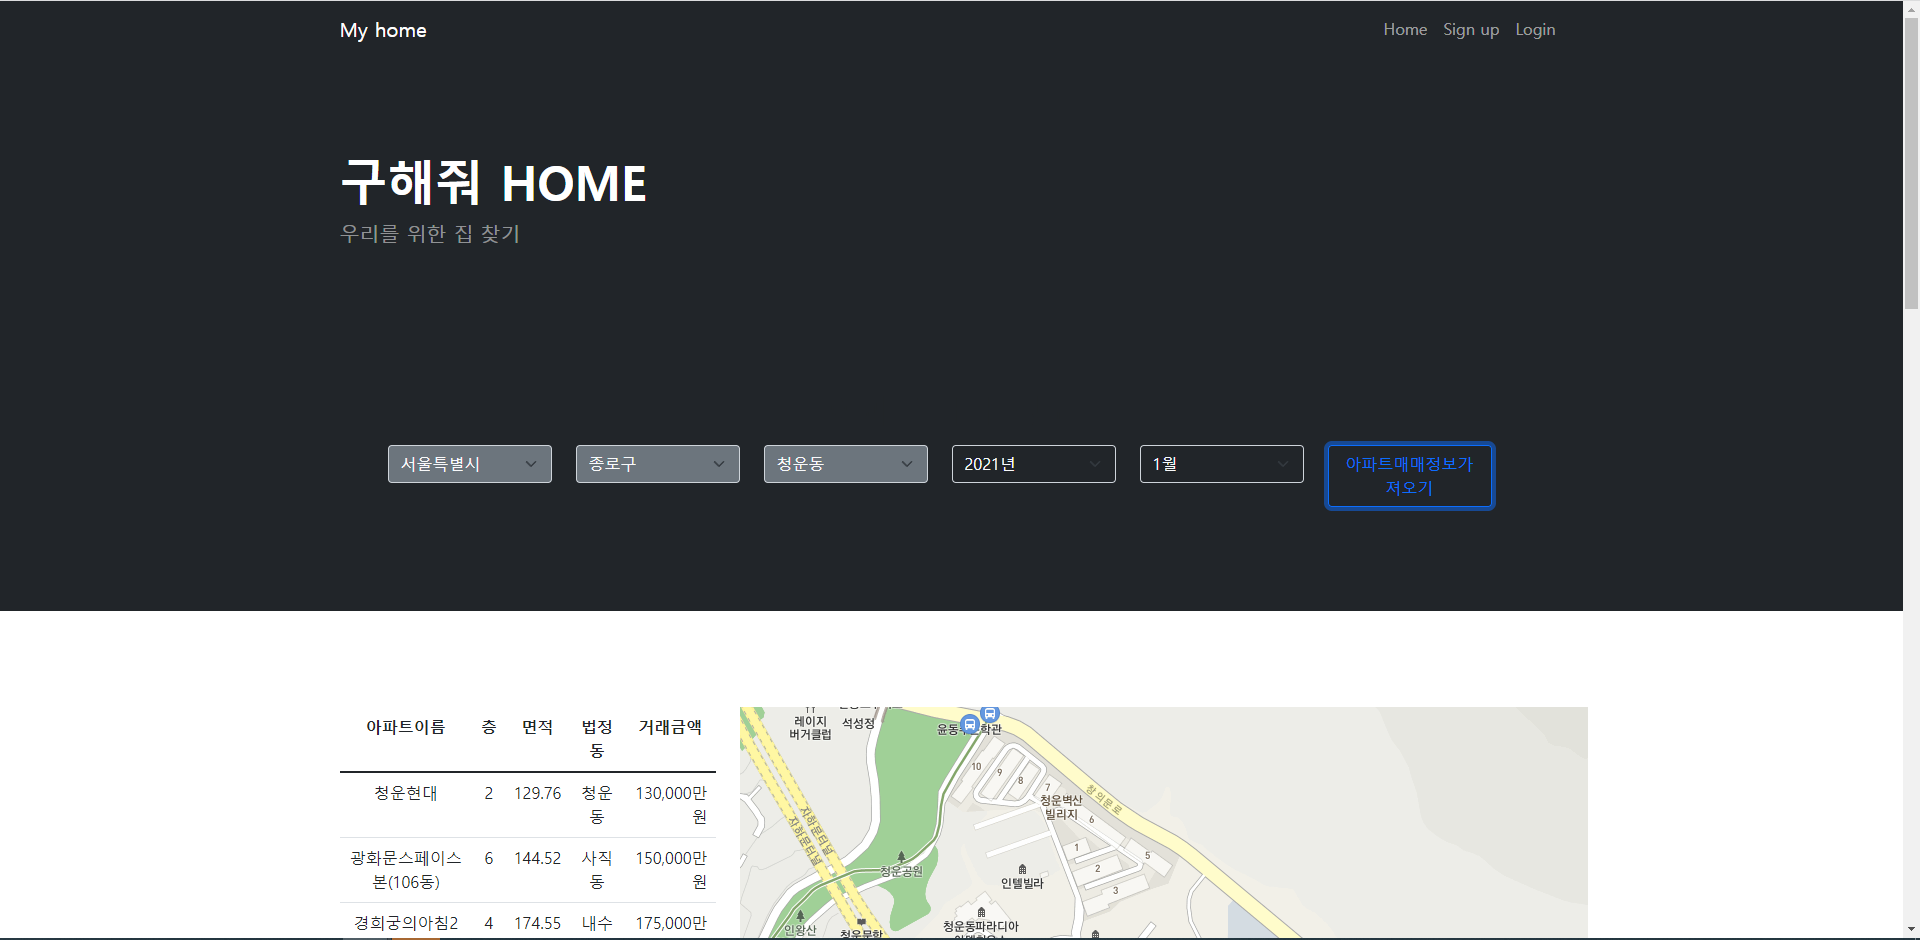 My home
Home Sign up Login
구해줘 HOME
우리를 위한 집 찾기
서울특별시 종로구 청운동 2021년 1월 아파트매매정보가
져오기
아파트이름 층 면적 법정
동 거래금액
청운현대 2 129.76 청운
동 130,000만
원
광화문스페이스
본(106동) 6 144.52 사직
동 150,000만
원
경희궁의아침2 4 174.55 내수 175,000만
레이지
버거클럽
석성정
학관
10
9
8
7
청운벽산
빌리지
6
창의문로
자하문터널
자하문터널
5
1
2
3
청운공원
인텔빌라
인왕산
청운문학
청운동파라디아